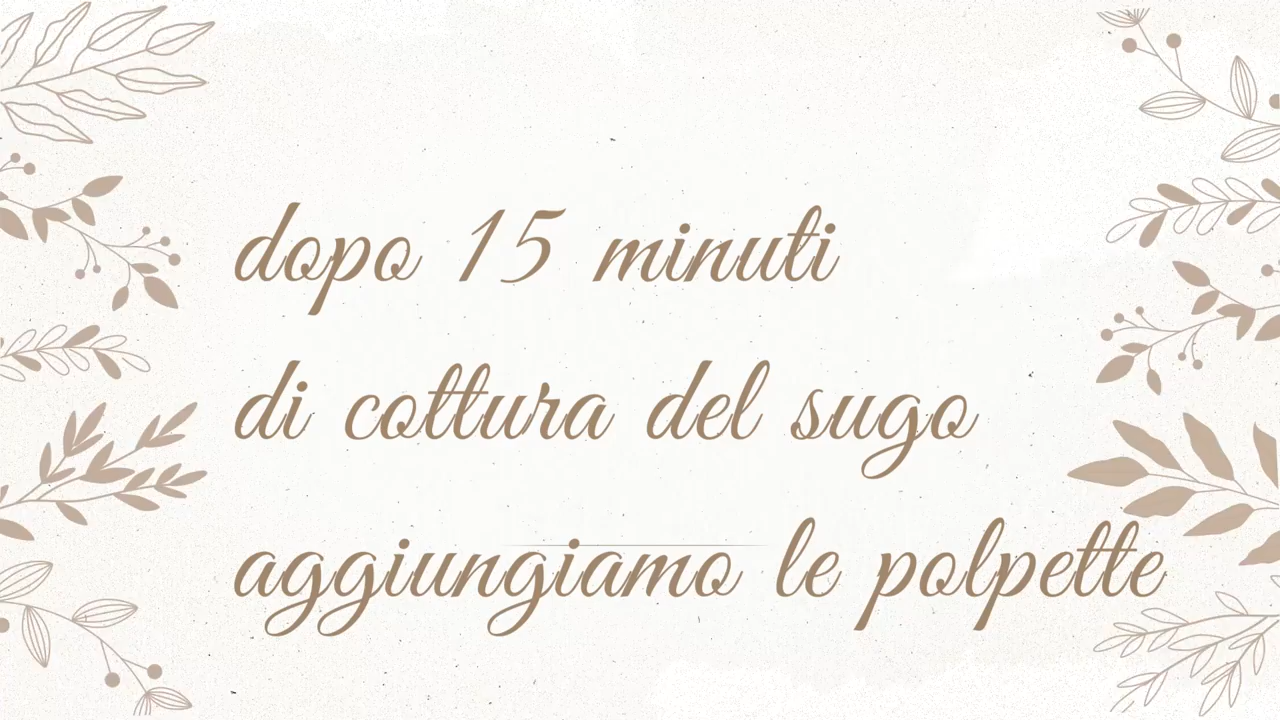 dopo 15 minuti
di cottura del sugo
aggiungiamo le polpette